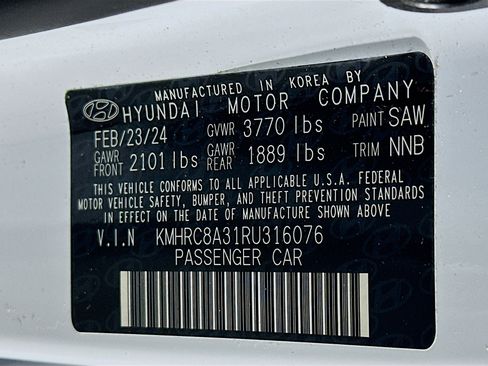 MANUFACTURED IN KOREA BY
HYUNDAI MOTOR COMPANY
FEB/23/24 GVWR 3770 lbs PAINT SAW
GAWR FRONT 2101 lbs GAWR REAR 1889 lbs TRIM NNB
THIS VEHICLE CONFORMS TO ALL APPLICABLE U.S.A. FEDERAL
MOTOR VEHICLE SAFETY, BUMPER, AND THEFT PREVENTION STANDARDS
IN EFFECT ON THE DATE OF MANUFACTURE SHOWN ABOVE
V.I.N KMHRC8A31RU316076
PASSENGER CAR